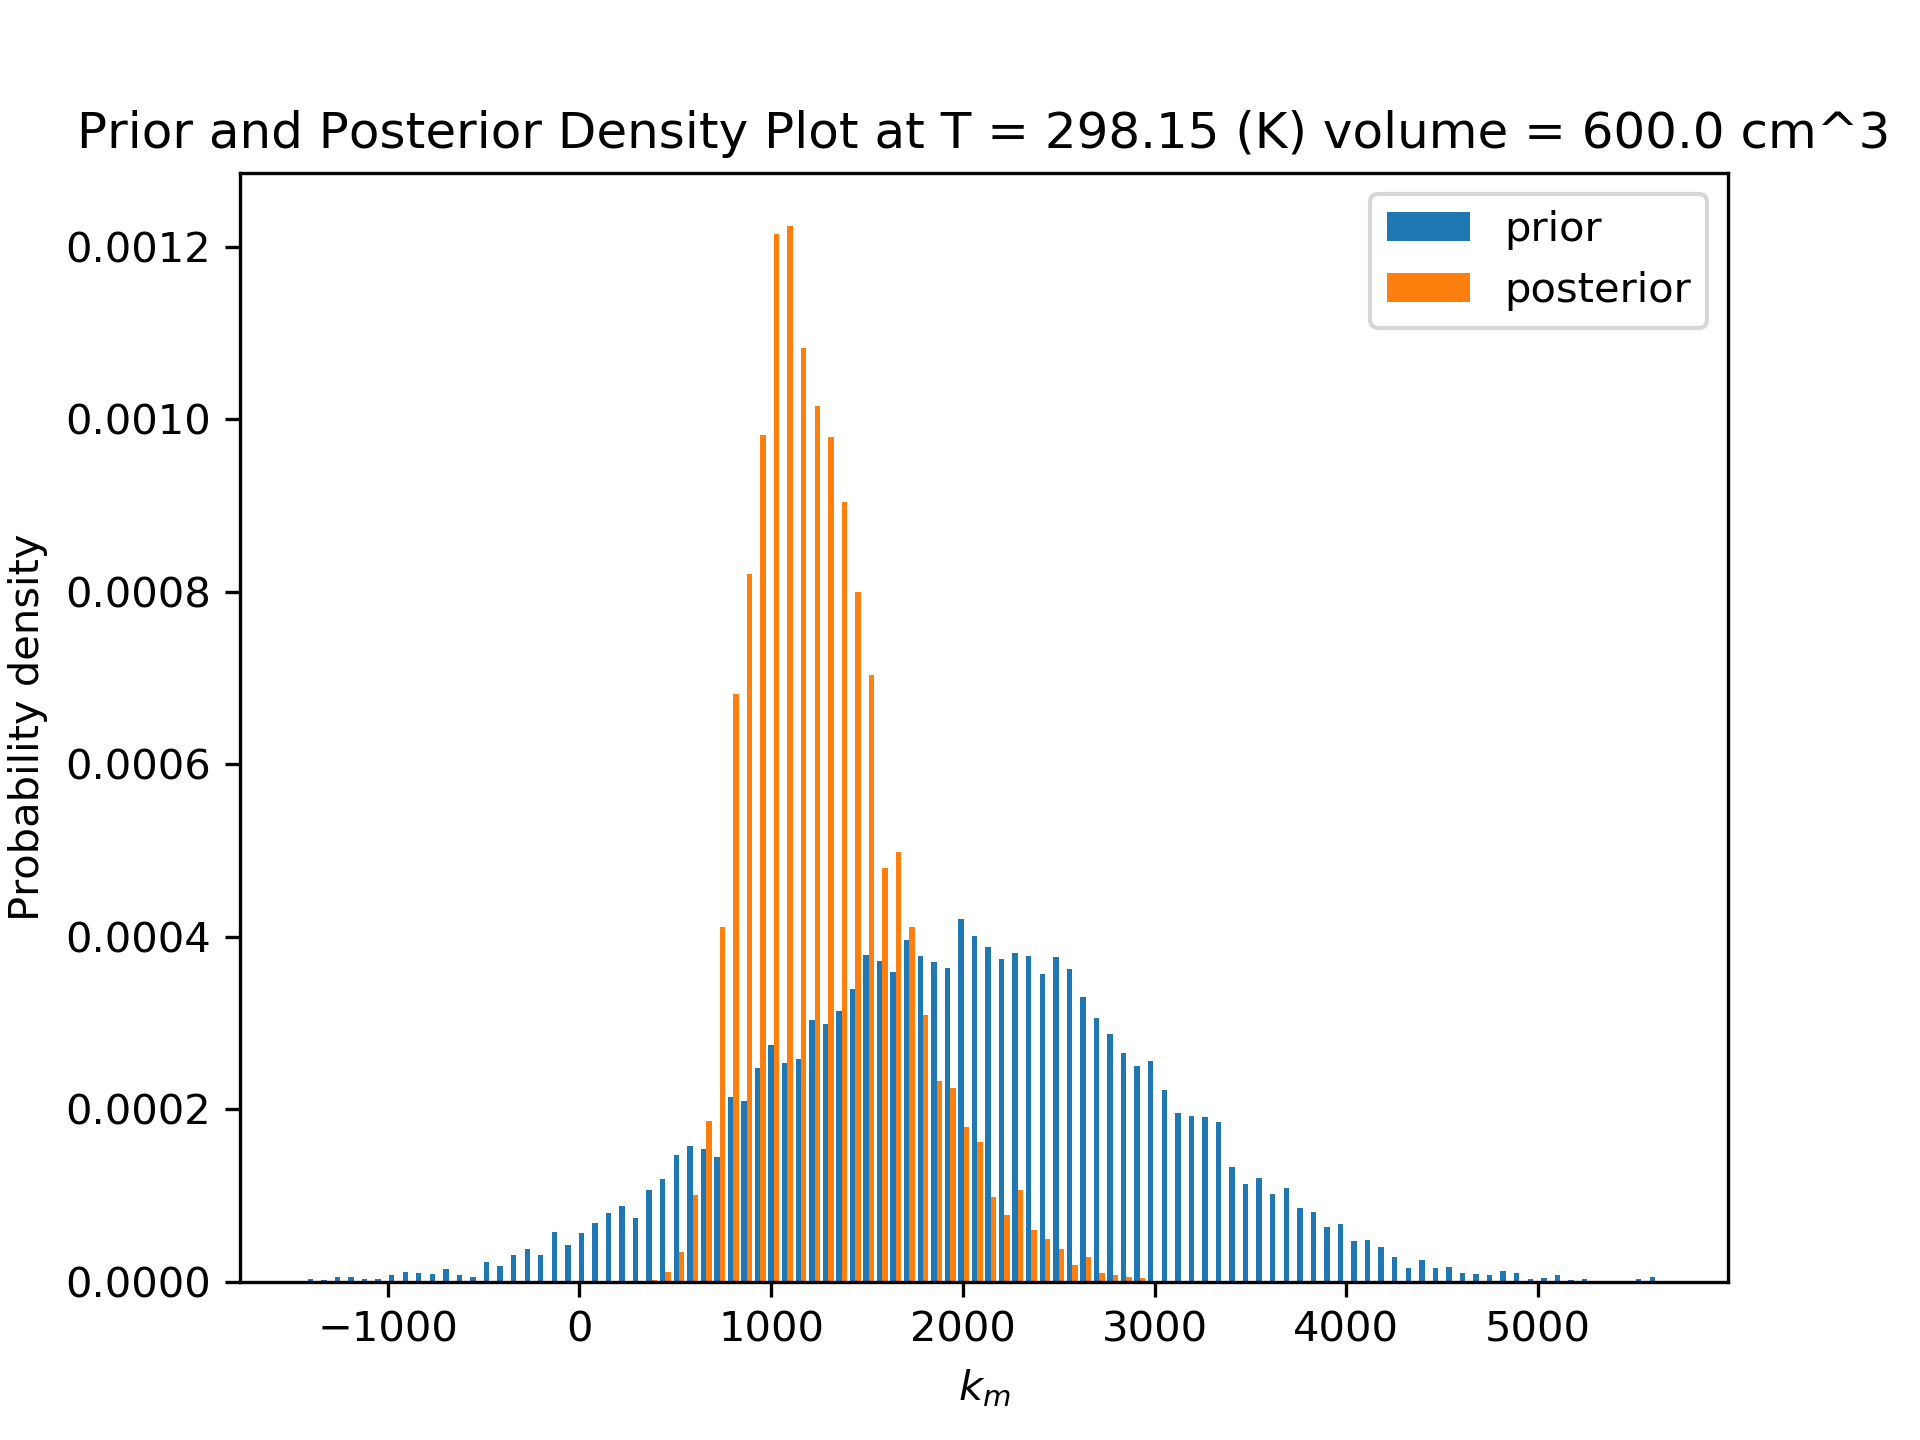 Prior and Posterior Density Plot at T = 298.15 (K) volume = 600.0 cm^3
prior
posterior
0.0012
0.0010
0.0008
0.0006
0.0004
0.0002
0.0000
Probability density
−1000 0 1000 2000 3000 4000 5000
k_m